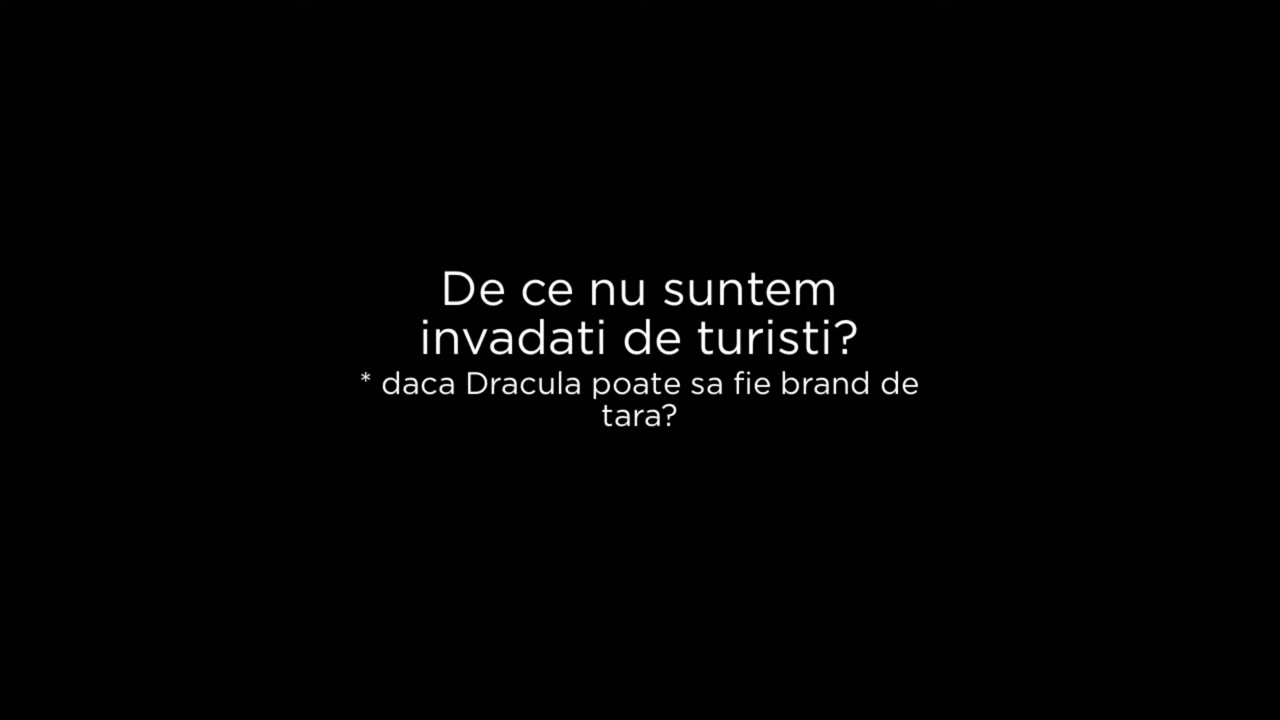 De ce nu suntem
invadati de turisti?
* daca Dracula poate sa fie brand de
tara?